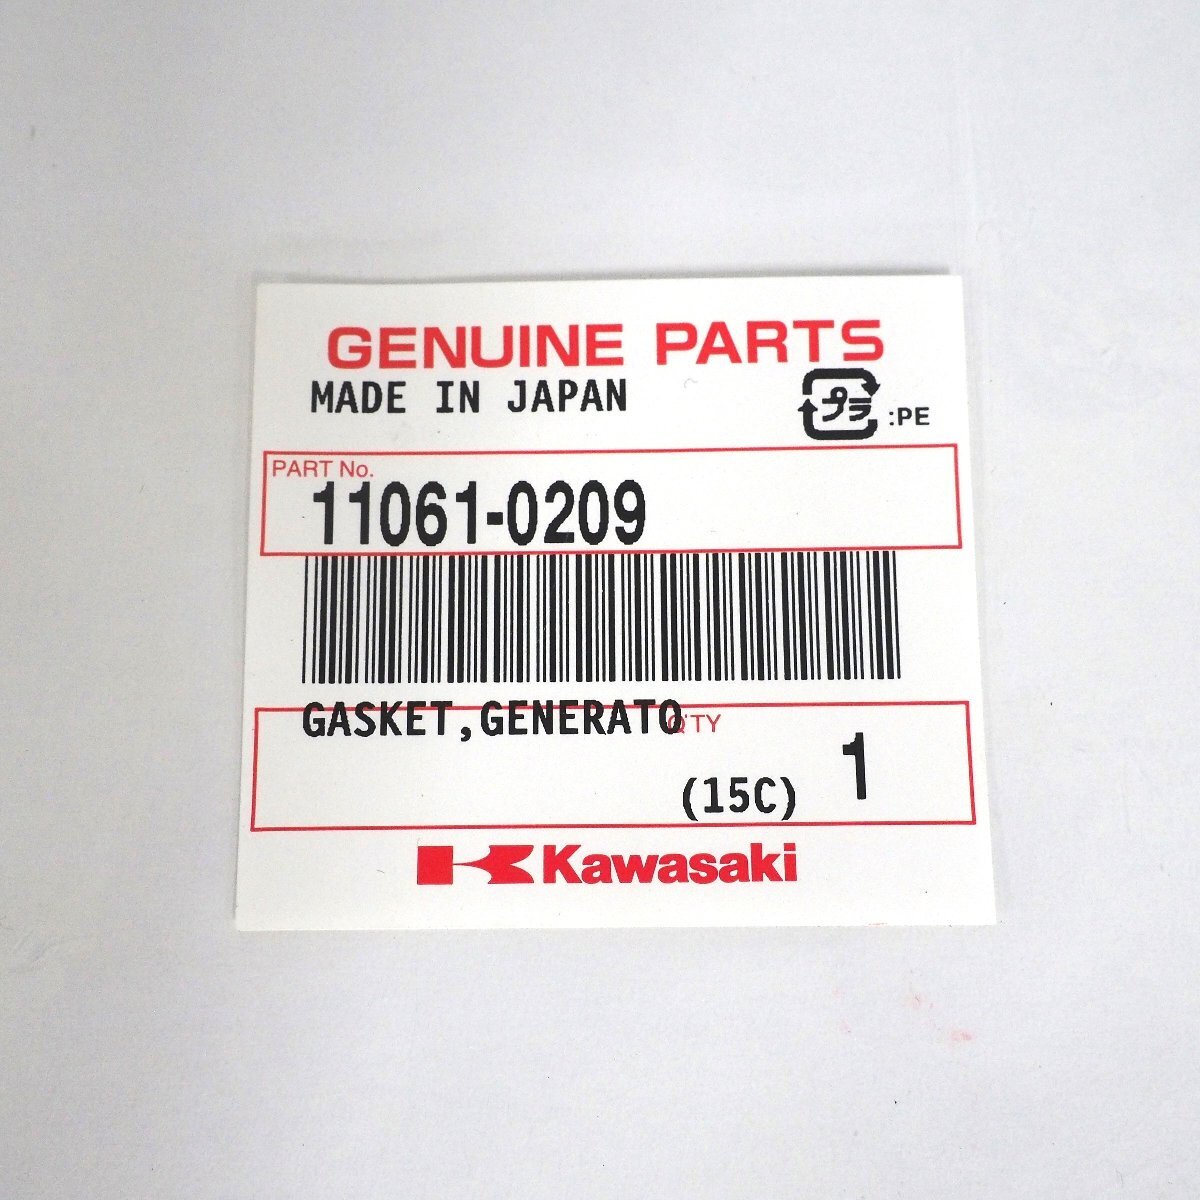 GENUINE PARTS
MADE IN JAPAN
プラ :PE
PART No.
11061-0209
GASKET,GENERATO
Q'TY
(15C) 1
Kawasaki